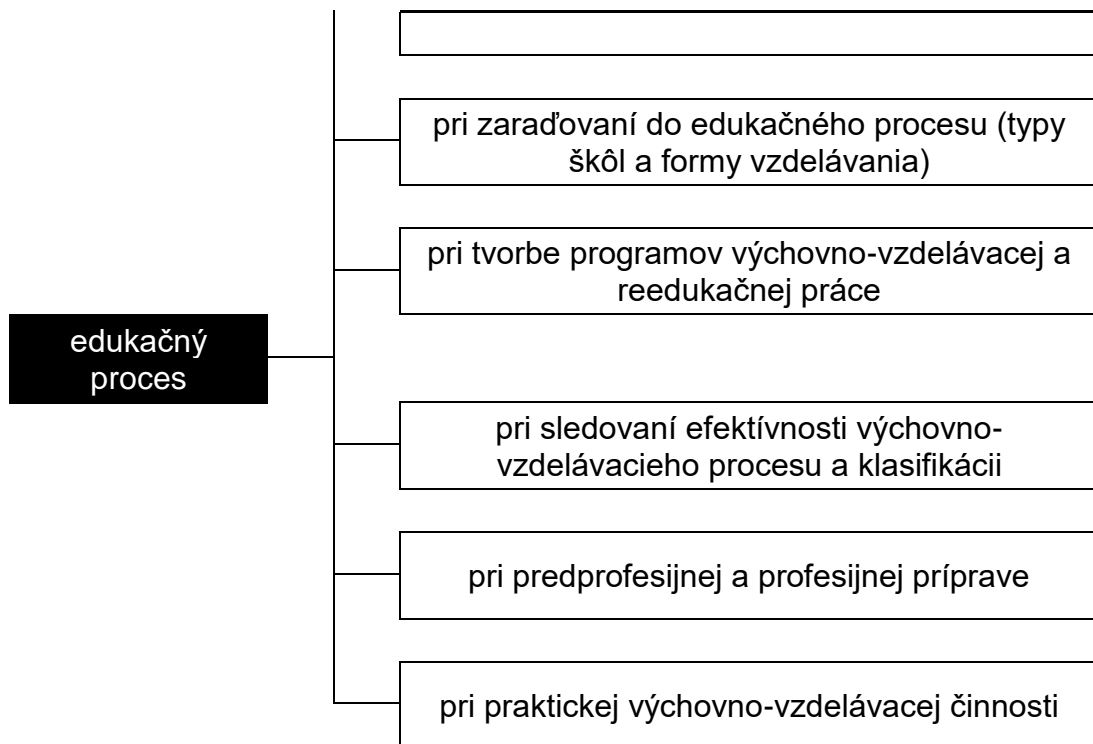 pri zaraďovaní do edukačného procesu (typy
škôl a formy vzdelávania)
pri tvorbe programov výchovno-vzdelávacej a
reedukačnej práce
edukačný
proces
pri sledovaní efektívnosti výchovno-
vzdelávacieho procesu a klasifikácii
pri predprofesijnej a profesijnej príprave
pri praktickej výchovno-vzdelávacej činnosti